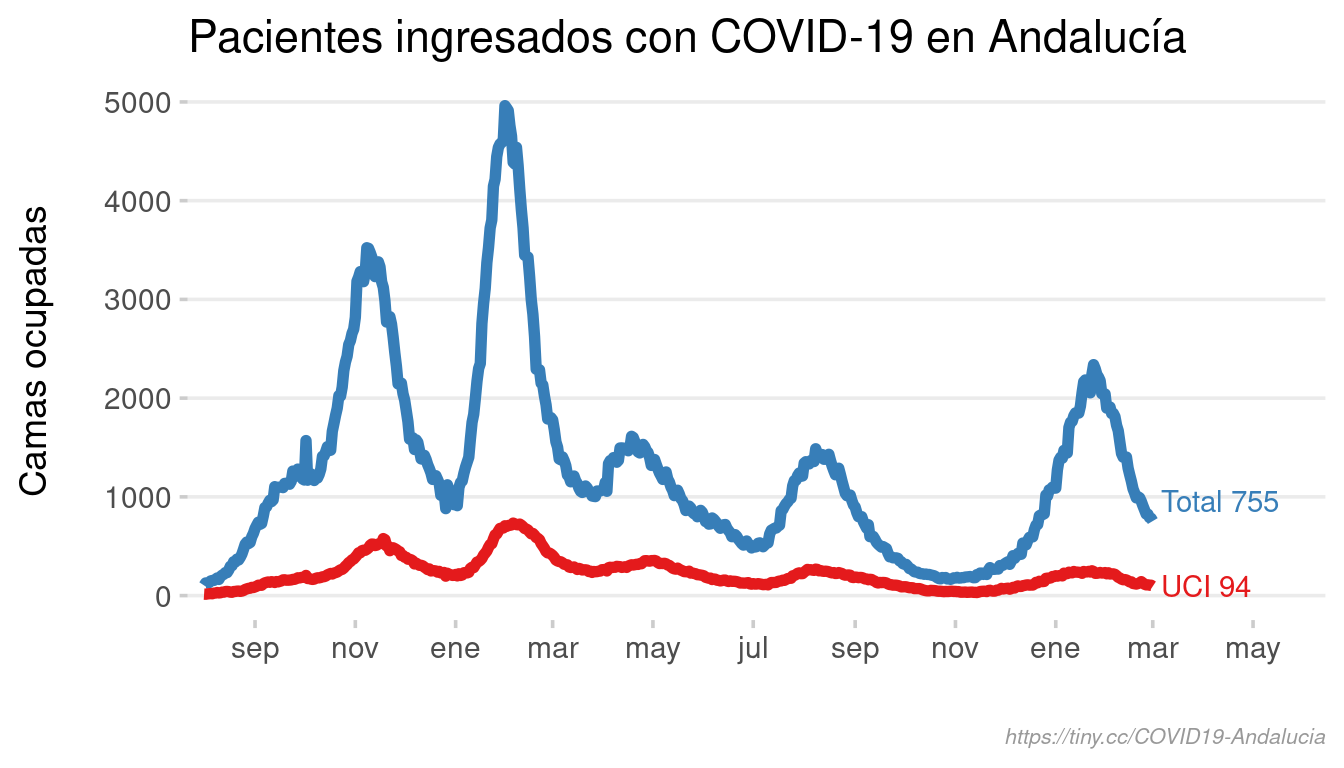 Pacientes ingresados con COVID-19 en Andalucía
Camas ocupadas
5000
4000
3000
2000
1000
0
Total 755
UCI 94
sep nov ene mar may jul sep nov ene mar may
https://tiny.cc/COVID19-Andalucia